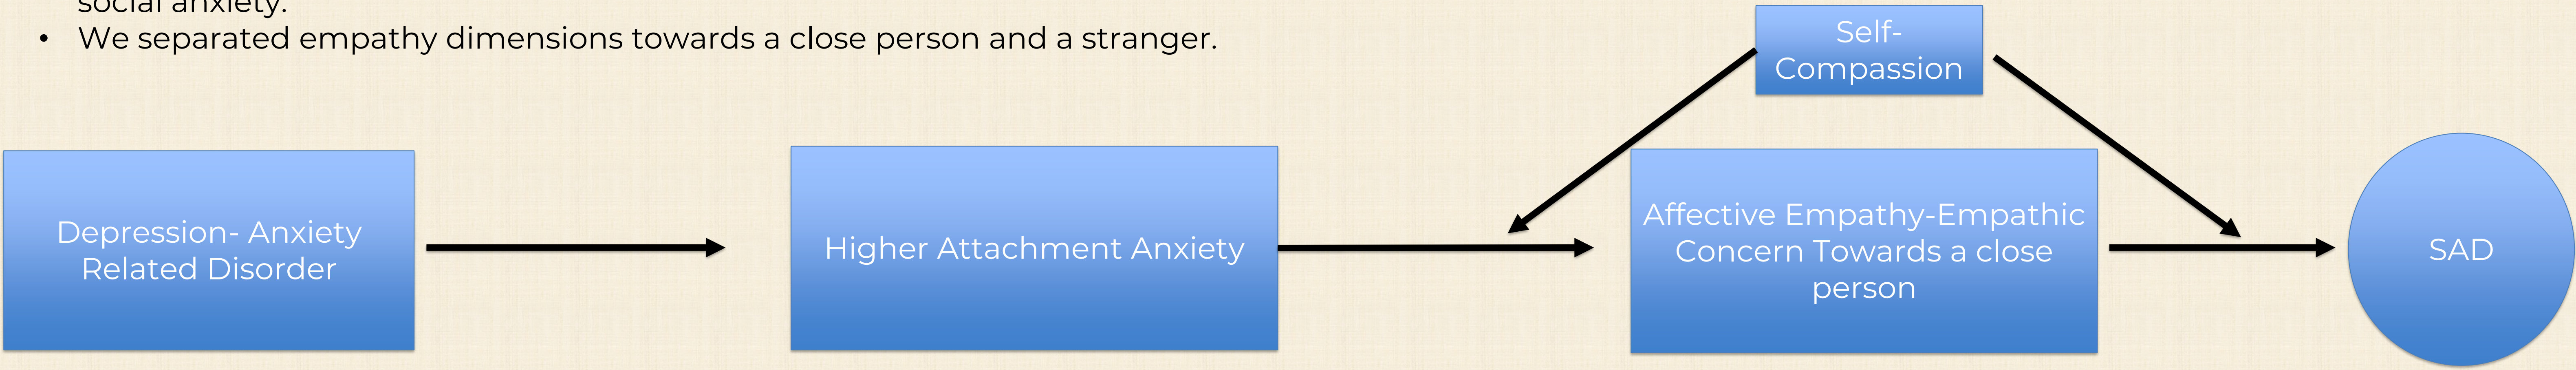 social anxiety.
• We separated empathy dimensions towards a close person and a stranger.
Self-
Compassion
Depression- Anxiety
Related Disorder
Higher Attachment Anxiety
Affective Empathy-Empathic
Concern Towards a close
person
SAD